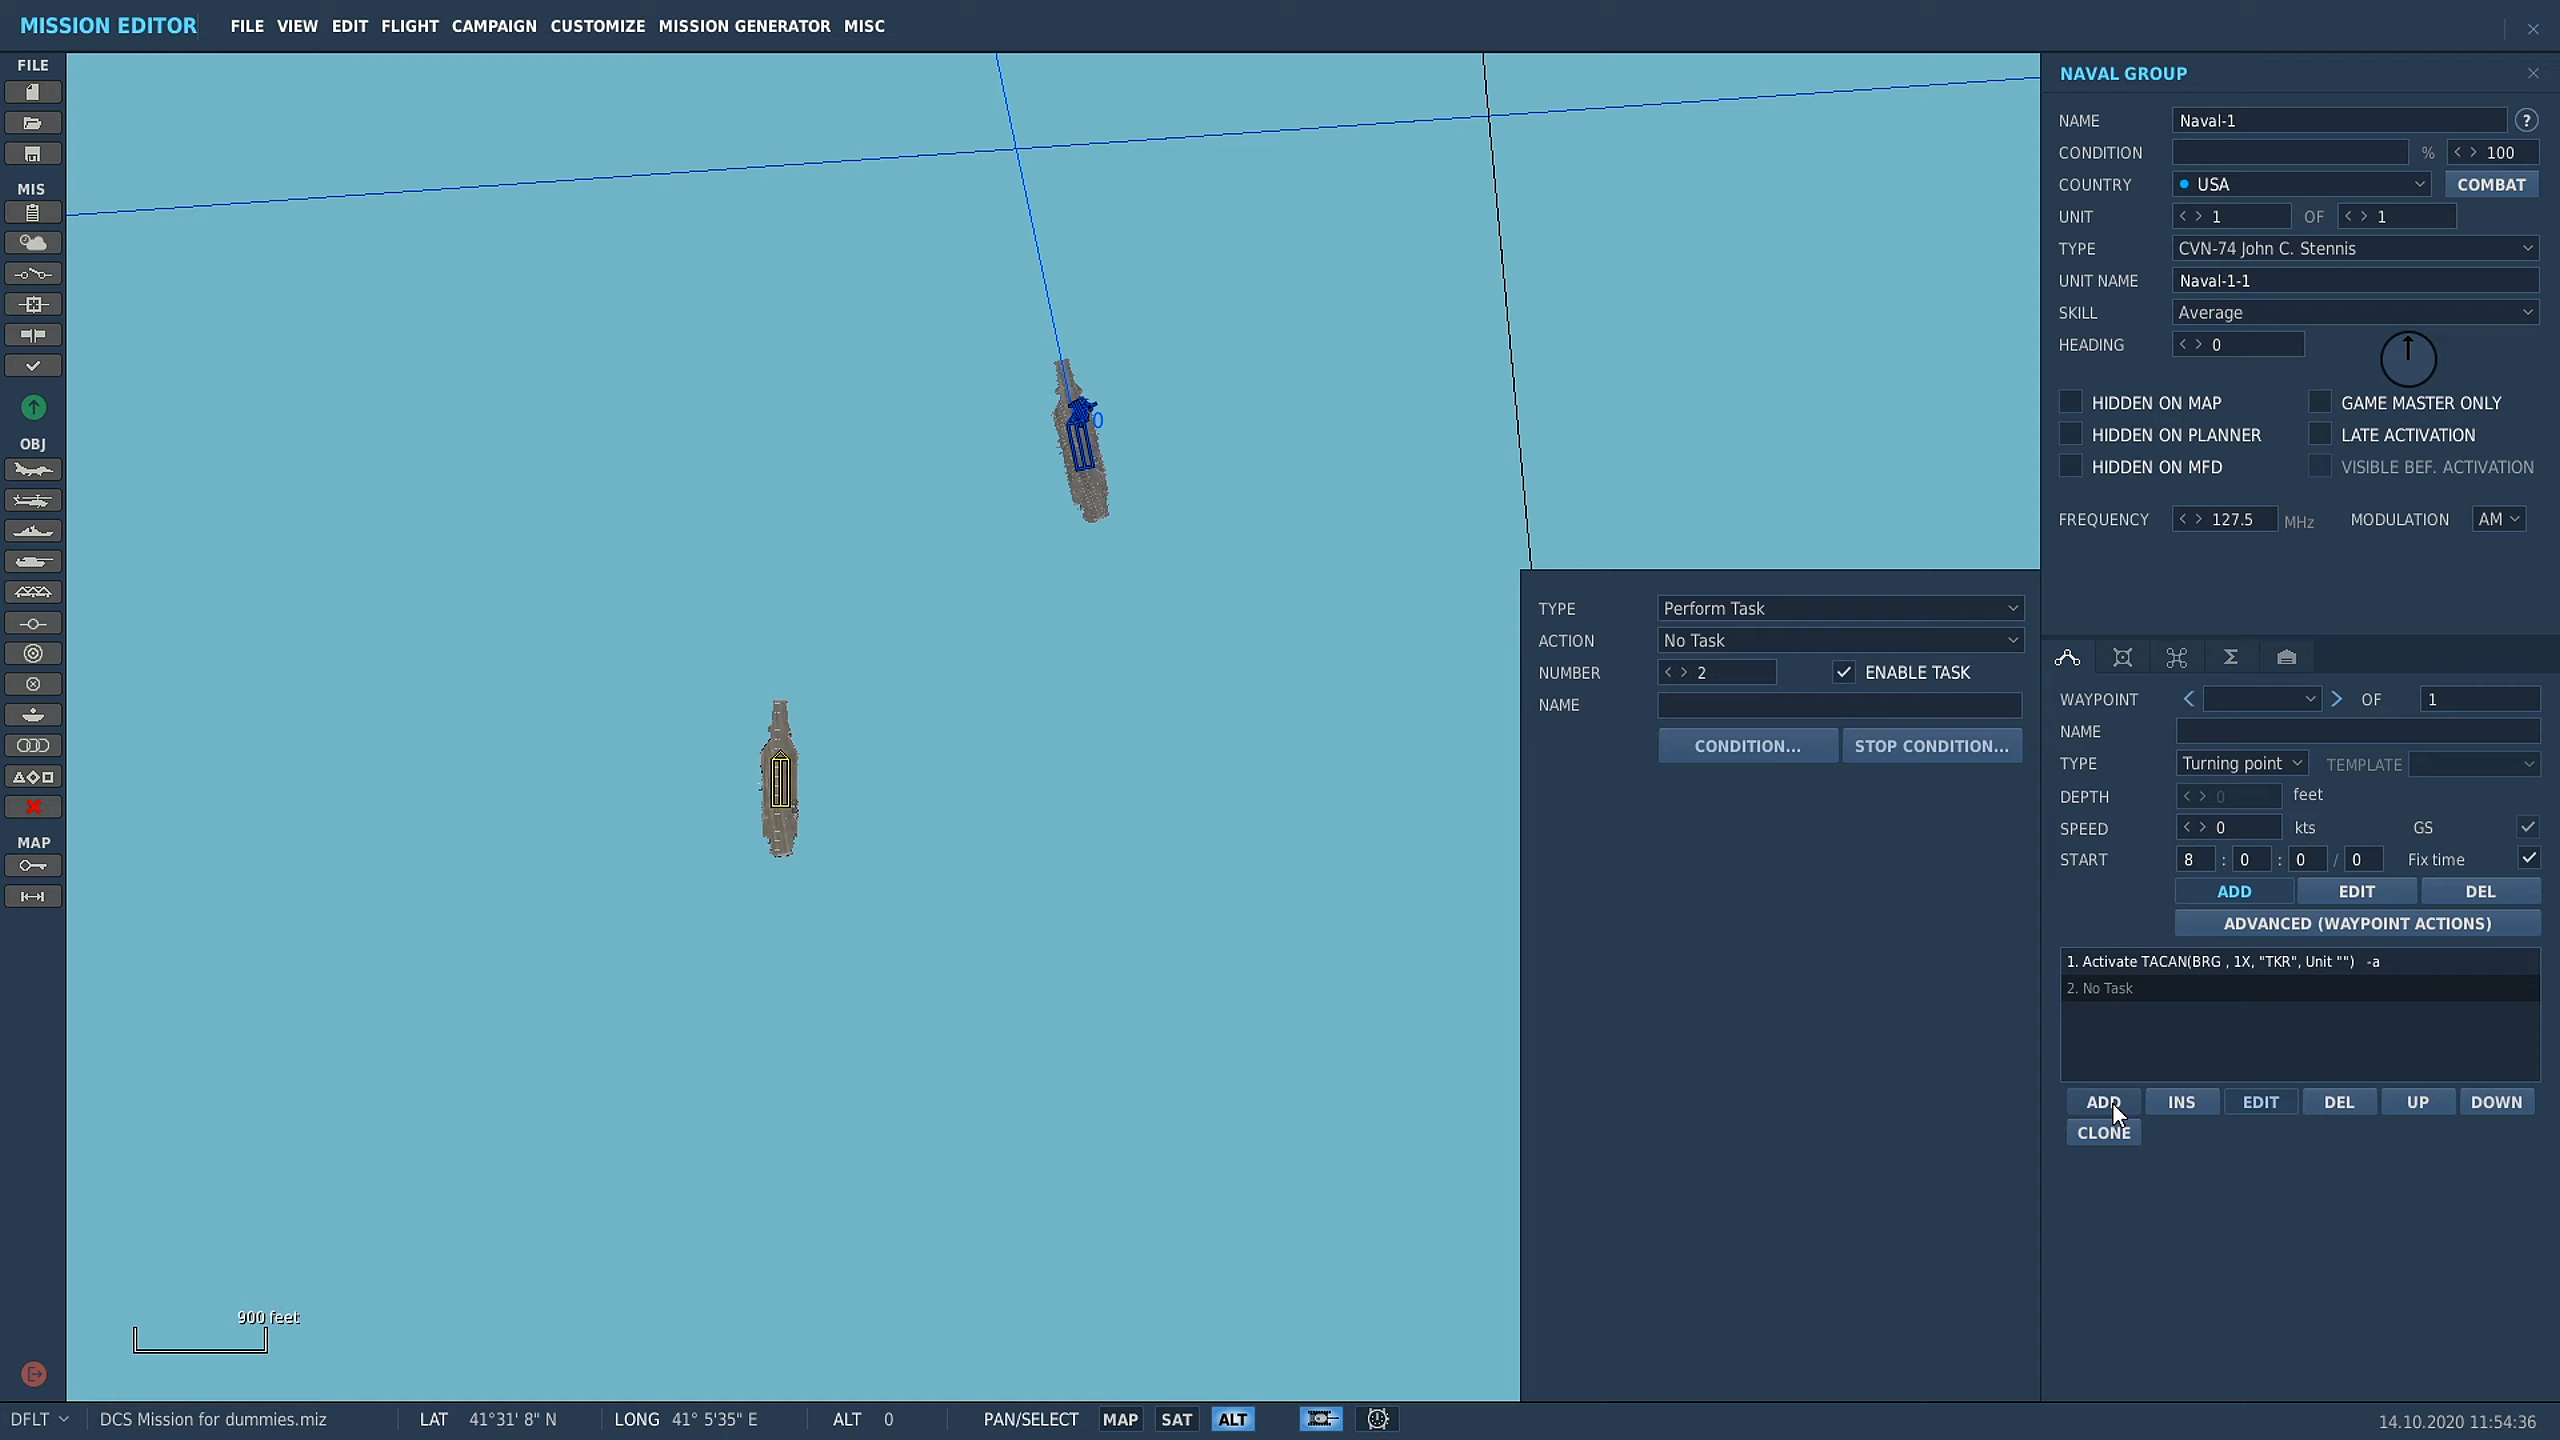 MISSION EDITOR FILE VIEW EDIT FLIGHT CAMPAIGN CUSTOMIZE MISSION GENERATOR MISC
FILE
MIS
OBJ
MAP
0
900 feet
TYPE Perform Task
ACTION No Task
NUMBER < > 2 ENABLE TASK
NAME
CONDITION... STOP CONDITION...
NAVAL GROUP
NAME Naval-1 ?
CONDITION % < > 100
COUNTRY USA COMBAT
UNIT < > 1 OF < > 1
TYPE CVN-74 John C. Stennis
UNIT NAME Naval-1-1
SKILL Average
HEADING < > 0
HIDDEN ON MAP GAME MASTER ONLY
HIDDEN ON PLANNER LATE ACTIVATION
HIDDEN ON MFD VISIBLE BEF. ACTIVATION
FREQUENCY < > 127.5 MHz MODULATION AM
WAYPOINT < > OF 1
NAME
TYPE Turning point TEMPLATE
DEPTH < > 0 feet
SPEED < > 0 kts GS
START 8 : 0 : 0 / 0 Fix time
ADD EDIT DEL
ADVANCED (WAYPOINT ACTIONS)
1. Activate TACAN(BRG , 1X, "TKR", Unit "") -a
2. No Task
ADD INS EDIT DEL UP DOWN
CLONE
DFLT DCS Mission for dummies.miz LAT 41°31' 8" N LONG 41° 5'35" E ALT 0 PAN/SELECT MAP SAT ALT 14.10.2020 11:54:36